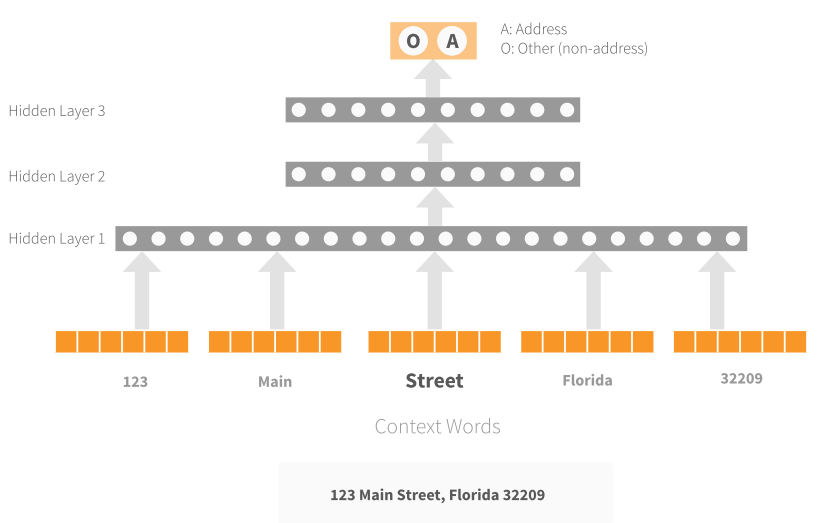 O A
A: Address
O: Other (non-address)
Hidden Layer 3
Hidden Layer 2
Hidden Layer 1
123 Main Street Florida 32209
Context Words
123 Main Street, Florida 32209